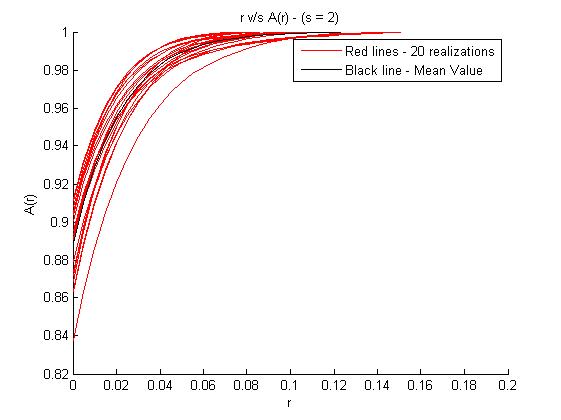 r v/s A(r) - (s = 2)
1
0.98
0.96
0.94
0.92
0.9
0.88
0.86
0.84
0.82
A(r)
Red lines - 20 realizations
Black line - Mean Value
0 0.02 0.04 0.06 0.08 0.1 0.12 0.14 0.16 0.18 0.2
r